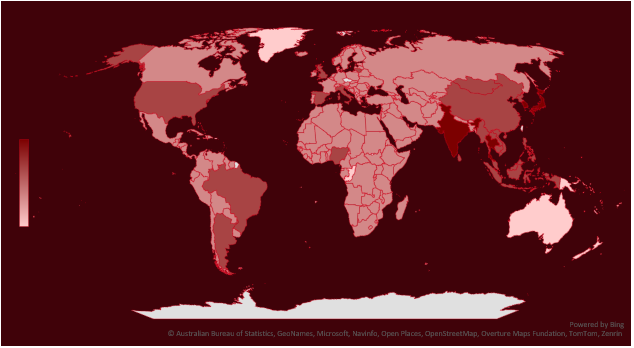 Powered by Bing
© Australian Bureau of Statistics, GeoNames, Microsoft, Navinfo, Open Places, OpenStreetMap, Overture Maps Fundation, TomTom, Zenrin